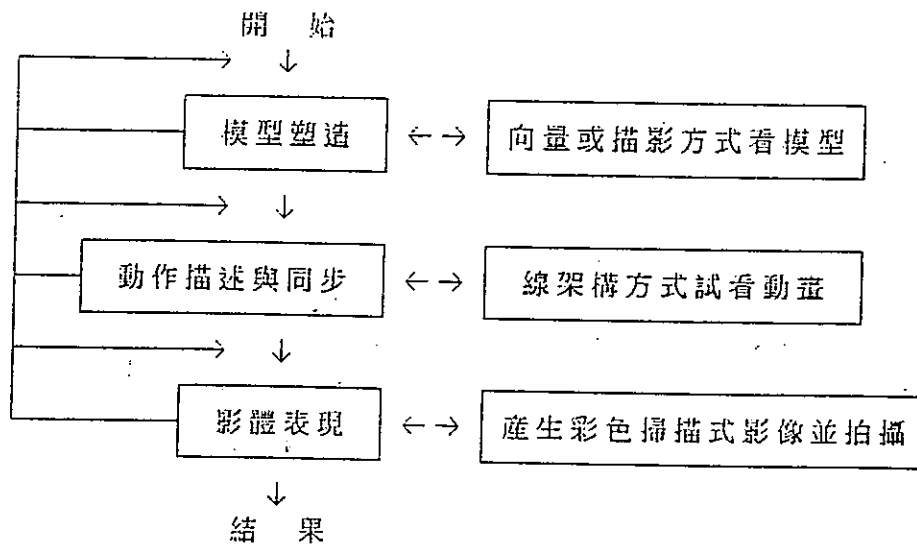 開 始
模型塑造
向量或描影方式看模型
動作描述與同步
線架構方式試看動畫
影體表現
產生彩色掃描式影像並拍攝
結 果